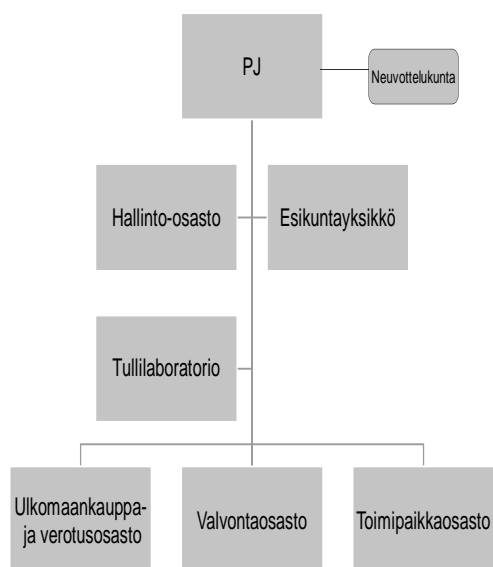 PJ
Neuvottelukunta
Hallinto-osasto
Esikuntayksikkö
Tullilaboratorio
Ulkomaankauppa-
ja verotusosasto
Valvontaosasto
Toimipaikkaosasto